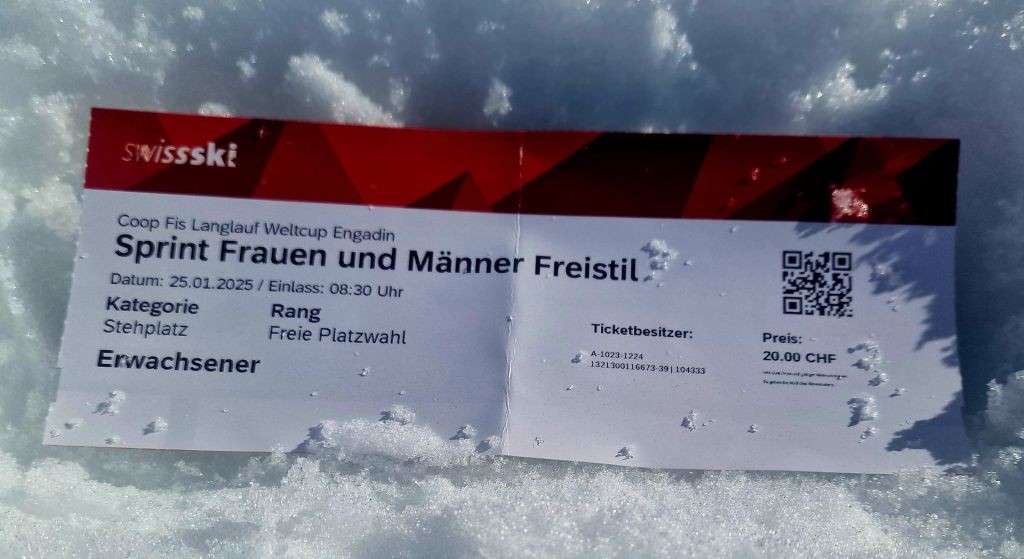 swissski
Coop Fis Langlauf Weltcup Engadin
Sprint Frauen und Männer Freistil
Datum: 25.01.2025 / Einlass: 08:30 Uhr
Kategorie Rang
Stehplatz Freie Platzwahl
Erwachsener
Ticketbesitzer:
A-1023-1224
1321300116673-39 | 104333
Preis:
20.00 CHF